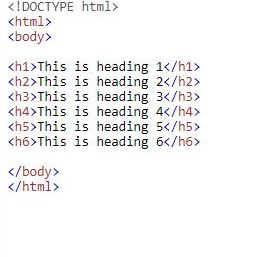 <!DOCTYPE html>
<html>
<body>
<h1>This is heading 1</h1>
<h2>This is heading 2</h2>
<h3>This is heading 3</h3>
<h4>This is heading 4</h4>
<h5>This is heading 5</h5>
<h6>This is heading 6</h6>
</body>
</html>